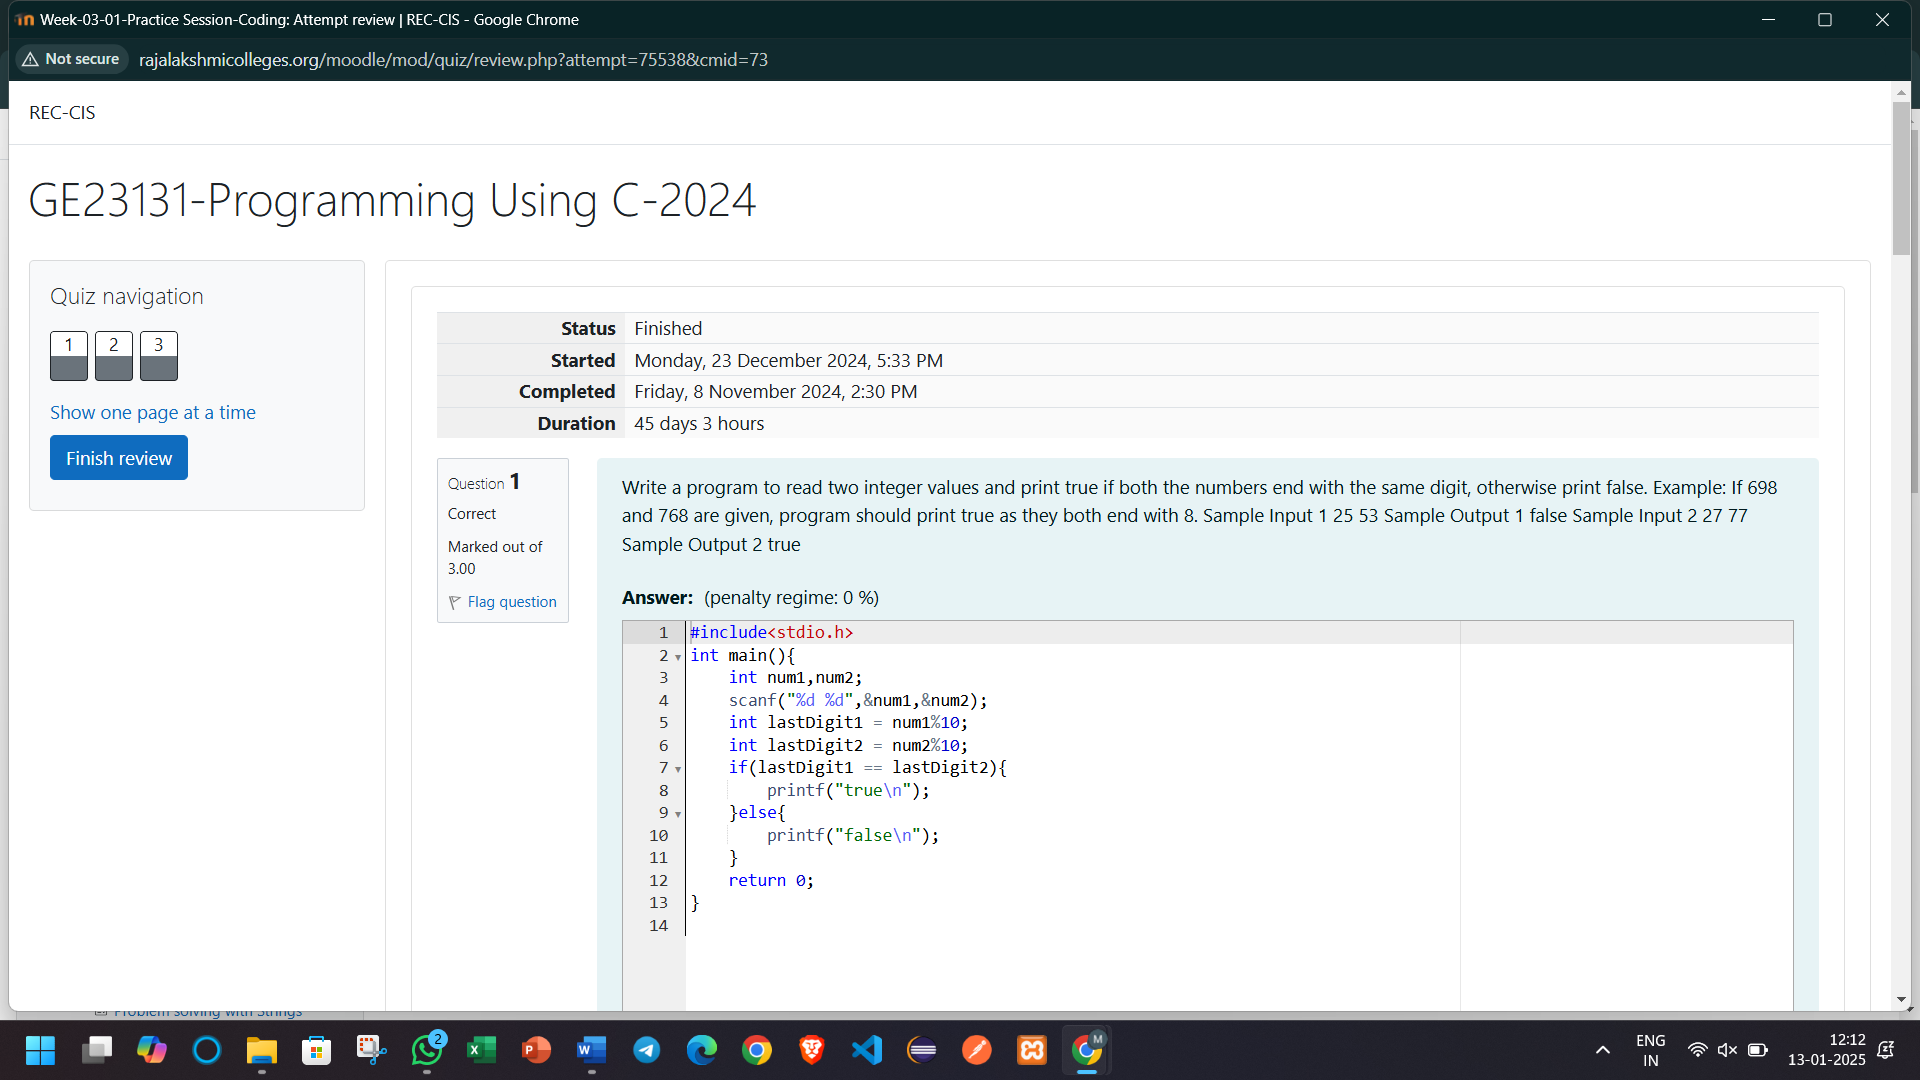 Week-03-01-Practice Session-Coding: Attempt review | REC-CIS - Google Chrome
Not secure
rajalakshmicolleges.org/moodle/mod/quiz/review.php?attempt=75538&cmid=73
REC-CIS
GE23131-Programming Using C-2024
Quiz navigation
1 2 3
Show one page at a time
Finish review
Status Finished
Started Monday, 23 December 2024, 5:33 PM
Completed Friday, 8 November 2024, 2:30 PM
Duration 45 days 3 hours
Question 1
Correct
Marked out of
3.00
Flag question
Write a program to read two integer values and print true if both the numbers end with the same digit, otherwise print false. Example: If 698
and 768 are given, program should print true as they both end with 8. Sample Input 1 25 53 Sample Output 1 false Sample Input 2 27 77
Sample Output 2 true
Answer: (penalty regime: 0 %)
1 #include<stdio.h>
2 int main(){
3 int num1,num2;
4 scanf("%d %d",&num1,&num2);
5 int lastDigit1 = num1%10;
6 int lastDigit2 = num2%10;
7 if(lastDigit1 == lastDigit2){
8 printf("true\n");
9 }else{
10 printf("false\n");
11 }
12 return 0;
13 }
14
Problem solving with Strings
2
M
ENG
IN
12:12
13-01-2025